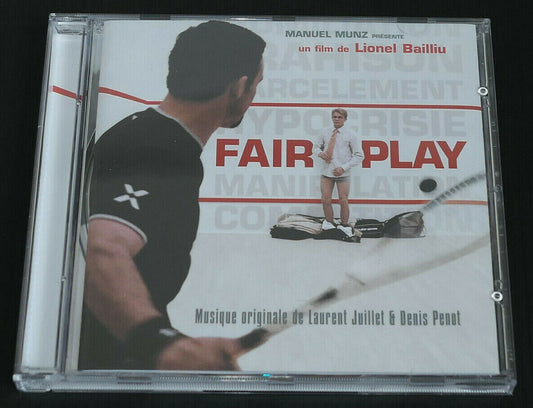 MANUEL MUNZ PRÉSENTE
un film de Lionel Bailliu
TRAHISON
HARCELEMENT
HYPOCRISIE
FAIR PLAY
MANIPULATION
Musique originale de Laurent Juillet & Denis Penot